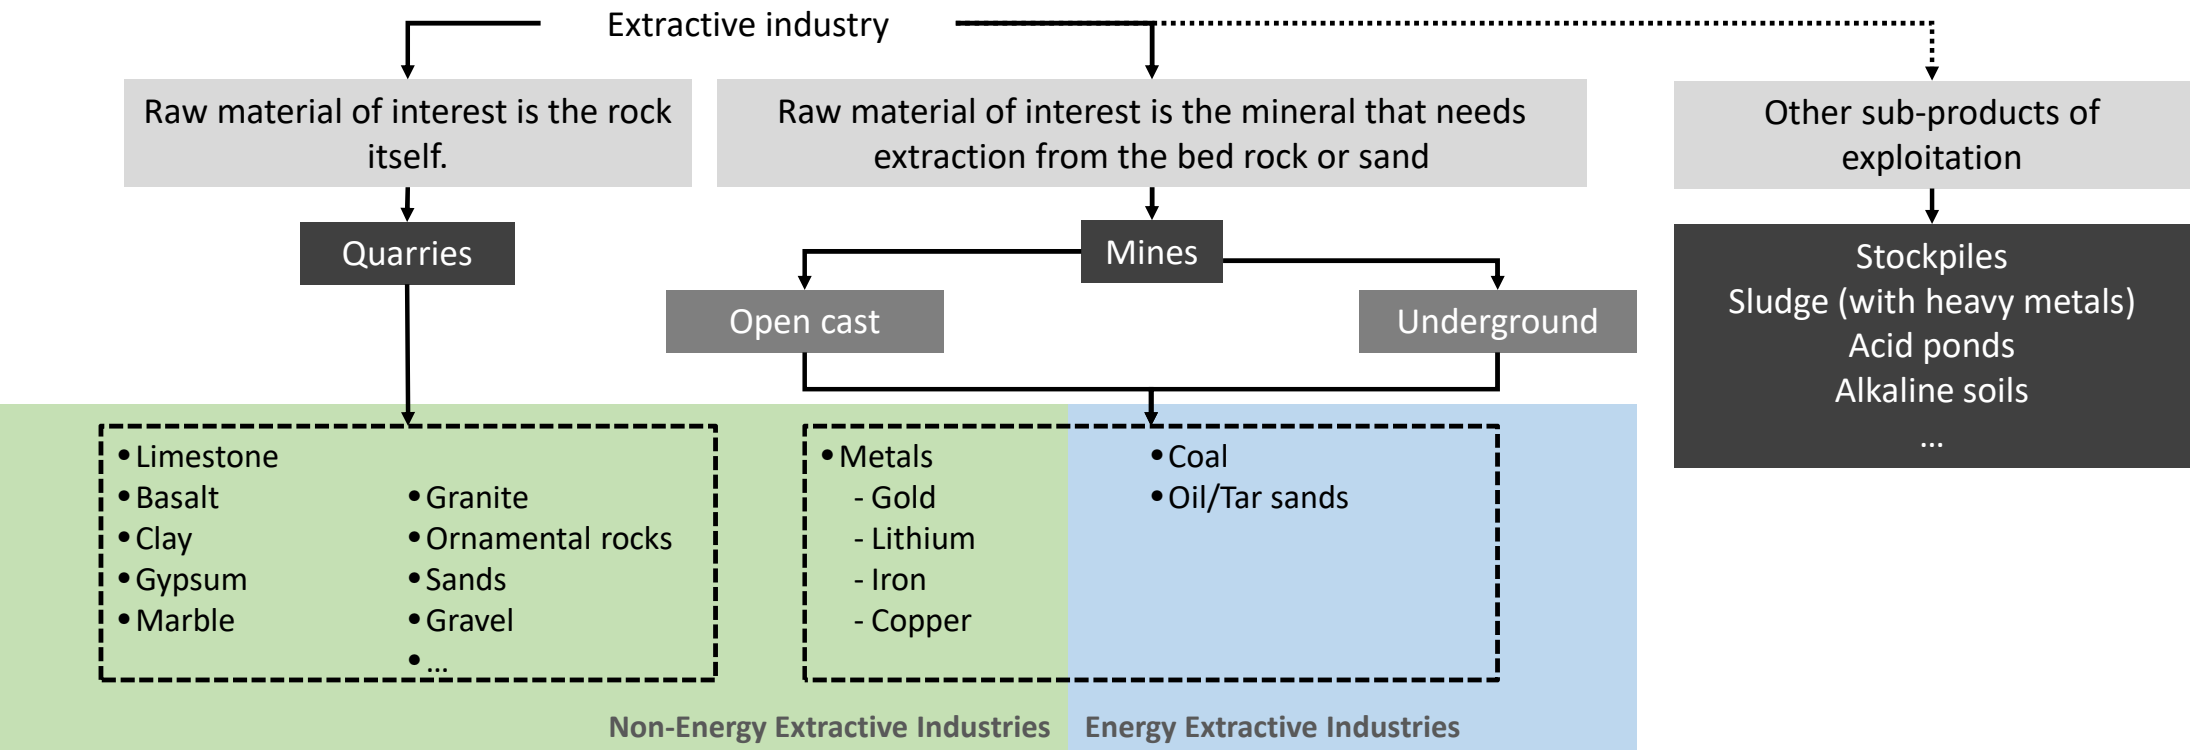 Extractive industry
Raw material of interest is the rock
itself.
Raw material of interest is the mineral that needs
extraction from the bed rock or sand
Other sub-products of
exploitation
Quarries
Mines
Open cast
Underground
Stockpiles
Sludge (with heavy metals)
Acid ponds
Alkaline soils
...
•Limestone
•Basalt
•Clay
•Gypsum
•Marble
•Granite
•Ornamental rocks
•Sands
•Gravel
•...
•Metals
- Gold
- Lithium
- Iron
- Copper
•Coal
•Oil/Tar sands
Non-Energy Extractive Industries
Energy Extractive Industries